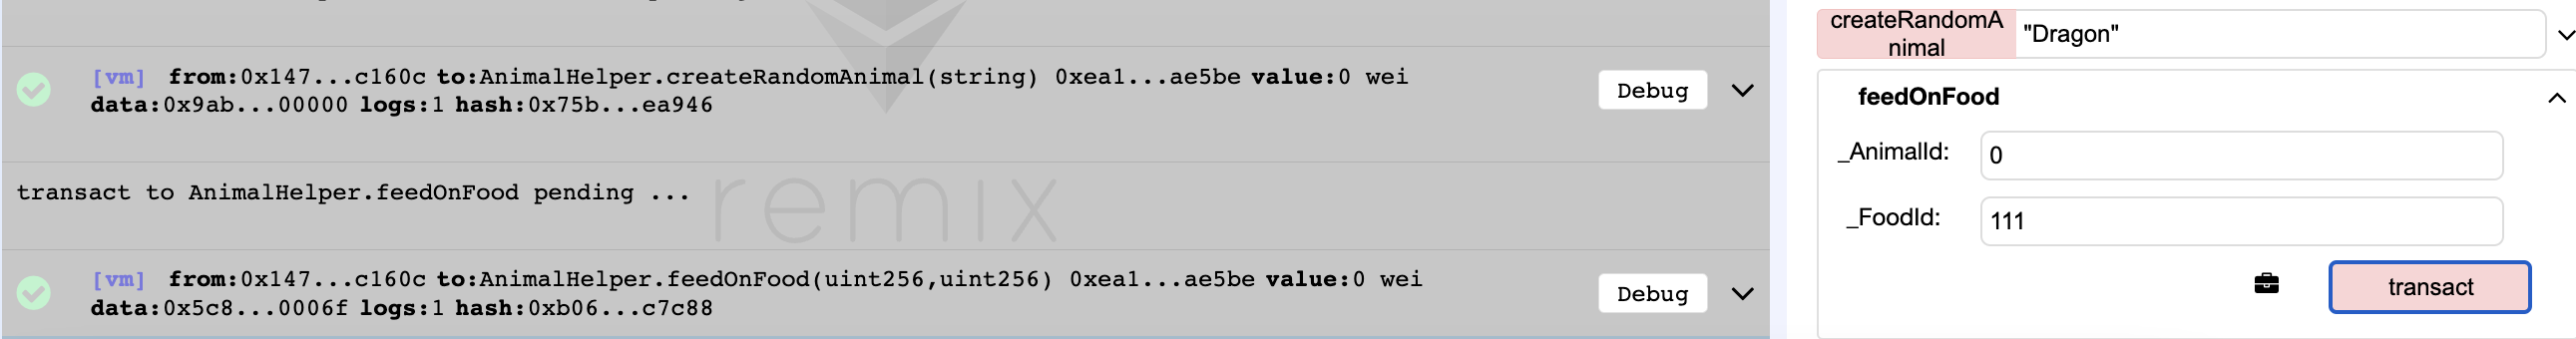 [vm] from:0x147...c160c to:AnimalHelper.createRandomAnimal(string) 0xea1...ae5be value:0 wei
data:0x9ab...00000 logs:1 hash:0x75b...ea946
Debug
transact to AnimalHelper.feedOnFood pending ...
remix
[vm] from:0x147...c160c to:AnimalHelper.feedOnFood(uint256,uint256) 0xea1...ae5be value:0 wei
data:0x5c8...0006f logs:1 hash:0xb06...c7c88
Debug
createRandomA
nimal
"Dragon"
feedOnFood
_AnimalId:
0
_FoodId:
111
transact